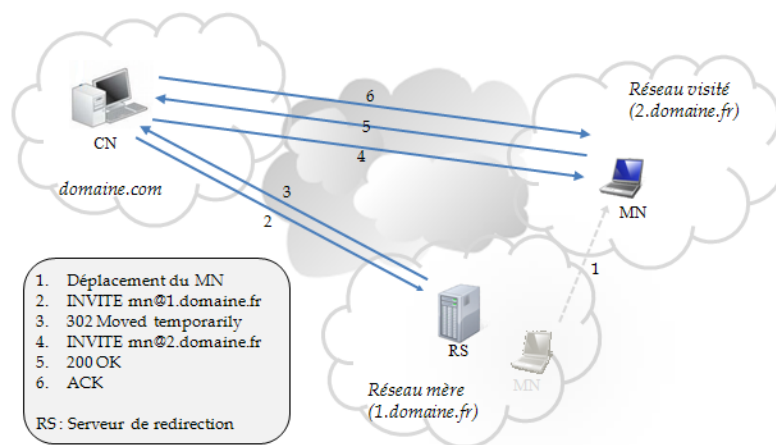 6
5
4
Réseau visité
(2.domaine.fr)
CN
MN
domaine.com
3
2
1
1. Déplacement du MN
2. INVITE mn@1.domaine.fr
3. 302 Moved temporarily
4. INVITE mn@2.domaine.fr
5. 200 OK
6. ACK
RS : Serveur de redirection
RS
MN
Réseau mère
(1.domaine.fr)